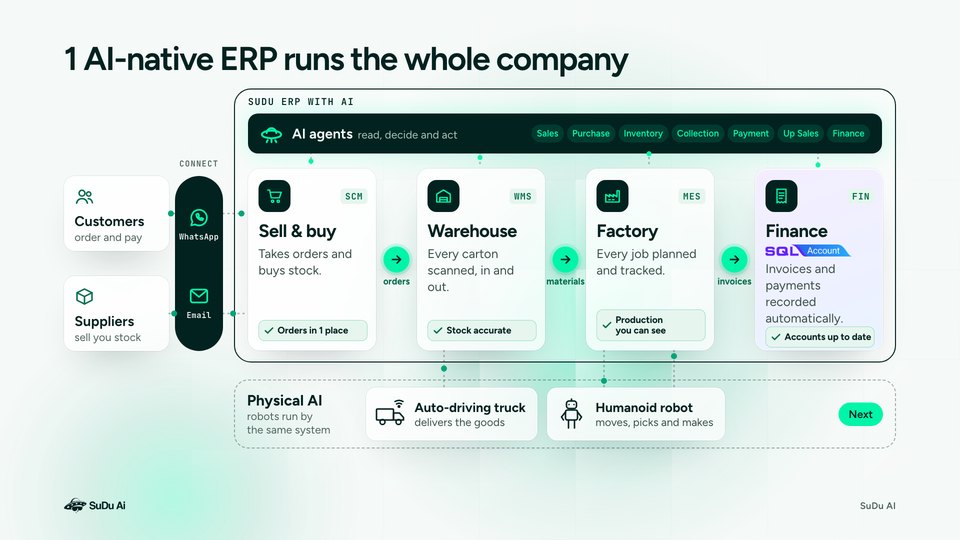 1 AI-native ERP runs the whole company
SUDU ERP WITH AI
AI agents read, decide and act
Sales
Purchase
Inventory
Collection
Payment
Up Sales
Finance
CONNECT
Customers
order and pay
Suppliers
sell you stock
WhatsApp
Email
SCM
Sell & buy
Takes orders and
buys stock.
Orders in 1 place
orders
WMS
Warehouse
Every carton
scanned, in and
out.
Stock accurate
materials
MES
Factory
Every job planned
and tracked.
Production
you can see
invoices
FIN
Finance
SQL Account
Invoices and
payments
recorded
automatically.
Accounts up to date
Physical AI
robots run by
the same system
Auto-driving truck
delivers the goods
Humanoid robot
moves, picks and makes
Next
SuDu Ai
SuDu AI